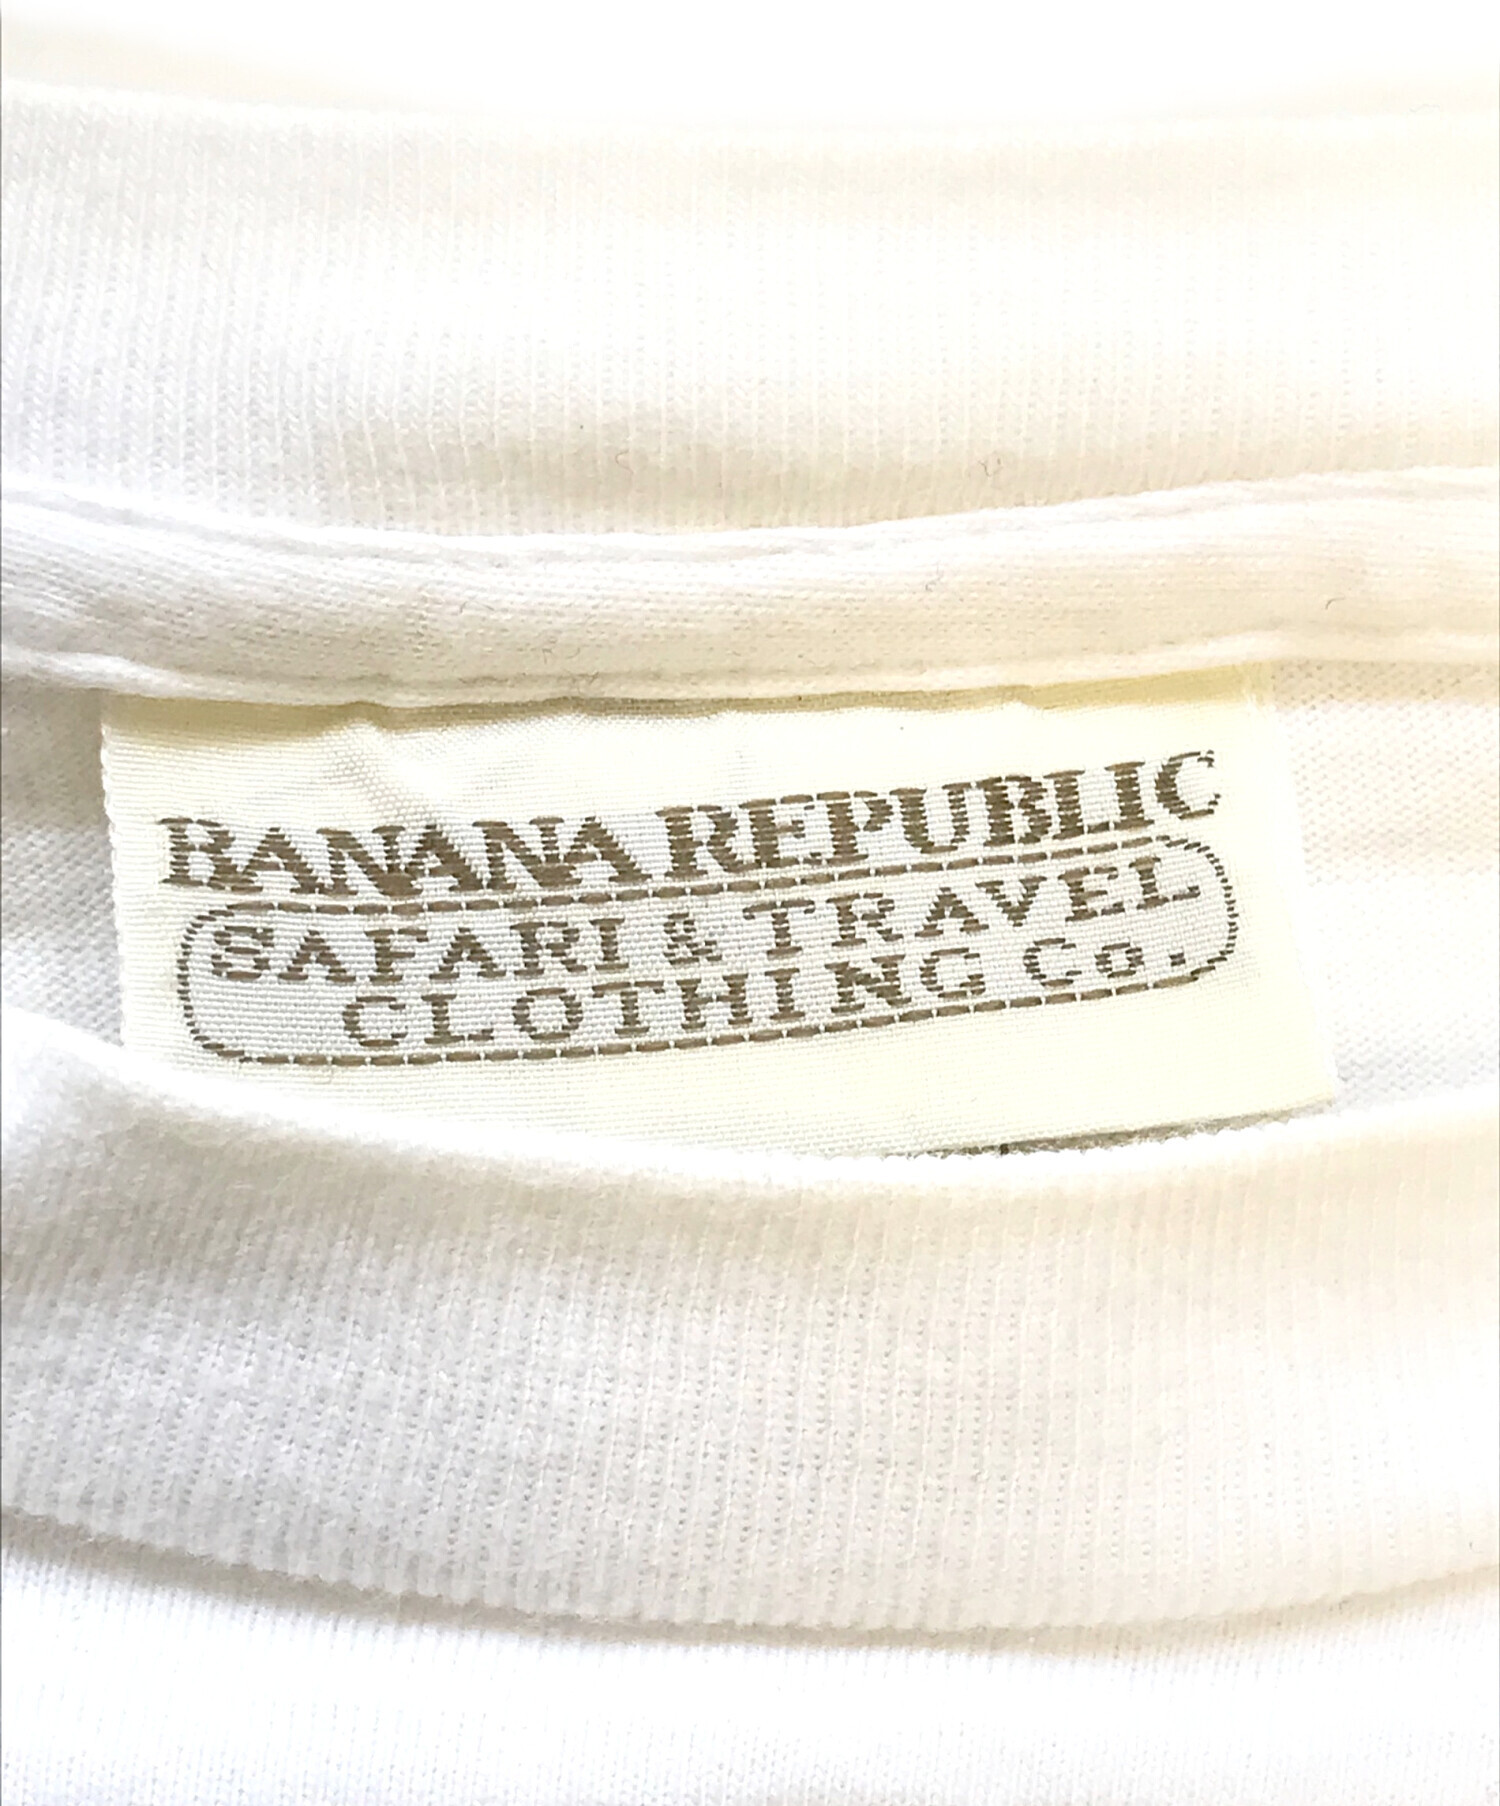 BANANA REPUBLIC
SAFARI & TRAVEL
CLOTHING Co.